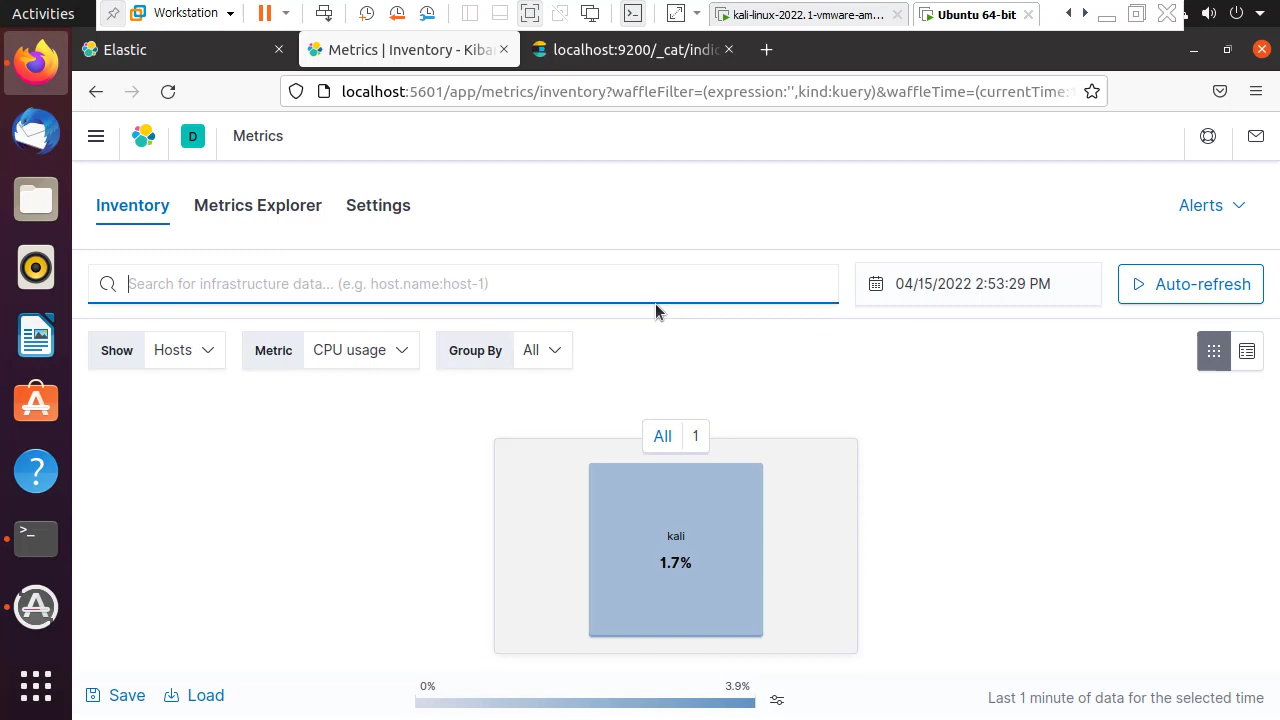 Activities
Workstation
kali-linux-2022.1-vmware-am...
Ubuntu 64-bit
Elastic
Metrics | Inventory - Kiba
localhost:9200/_cat/indic
localhost:5601/app/metrics/inventory?waffleFilter=(expression:'',kind:kuery)&waffleTime=(currentTime:1
D
Metrics
Inventory
Metrics Explorer
Settings
Alerts
Search for infrastructure data... (e.g. host.name:host-1)
04/15/2022 2:53:29 PM
Auto-refresh
Show
Hosts
Metric
CPU usage
Group By
All
All
1
kali
1.7%
Save
Load
0%
3.9%
Last 1 minute of data for the selected time